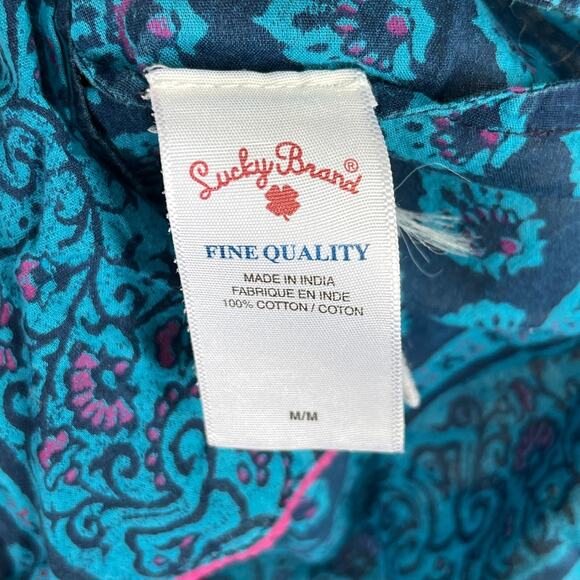 Lucky Brand®
FINE QUALITY
MADE IN INDIA
FABRIQUE EN INDE
100% COTTON / COTON
M/M